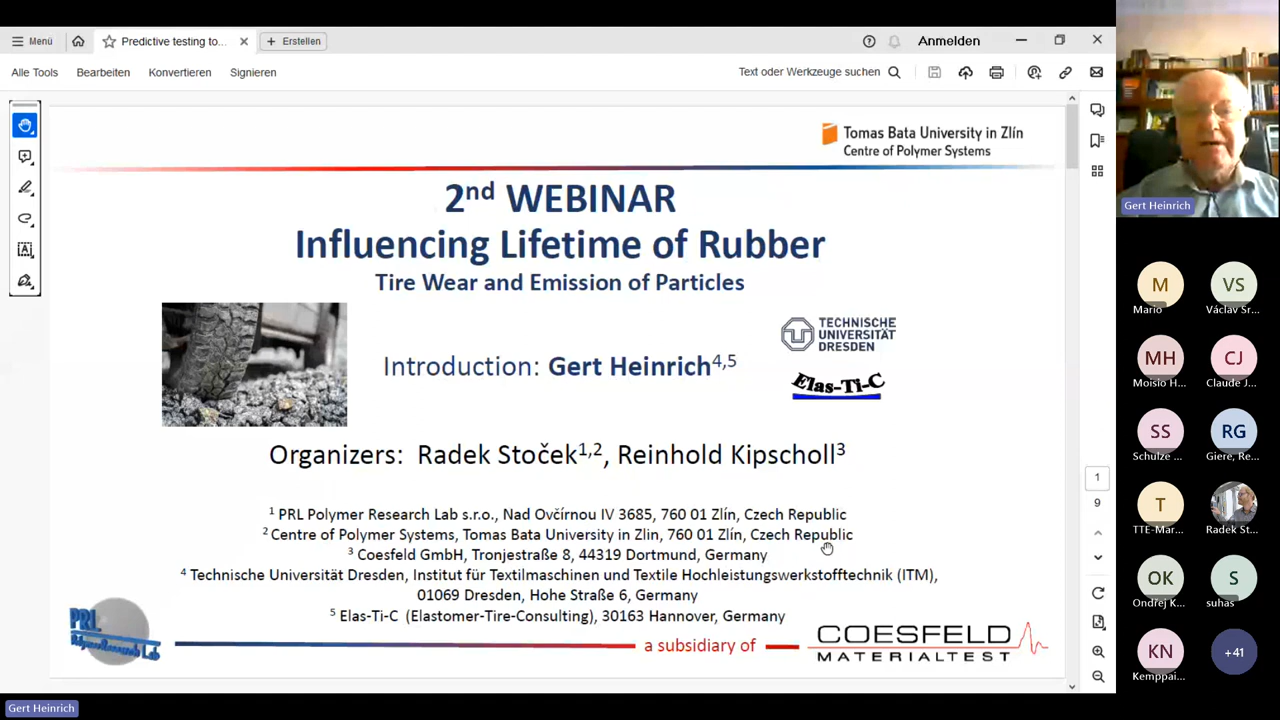 Menü
Predictive testing to...
Erstellen
Anmelden
Alle Tools
Bearbeiten
Konvertieren
Signieren
Text oder Werkzeuge suchen
Tomas Bata University in Zlín
Centre of Polymer Systems
2nd WEBINAR
Influencing Lifetime of Rubber
Tire Wear and Emission of Particles
TECHNISCHE
UNIVERSITÄT
DRESDEN
Introduction: Gert Heinrich4,5
Elas-Ti-C
Organizers: Radek Stoček1,2, Reinhold Kipscholl3
1 PRL Polymer Research Lab s.r.o., Nad Ovčírnou IV 3685, 760 01 Zlín, Czech Republic
2 Centre of Polymer Systems, Tomas Bata University in Zlin, 760 01 Zlín, Czech Republic
3 Coesfeld GmbH, Tronjestraße 8, 44319 Dortmund, Germany
4 Technische Universität Dresden, Institut für Textilmaschinen und Textile Hochleistungswerkstofftechnik (ITM),
01069 Dresden, Hohe Straße 6, Germany
5 Elas-Ti-C (Elastomer-Tire-Consulting), 30163 Hannover, Germany
PRL
PolymerResearch Lab
a subsidiary of
COESFELD
MATERIALTEST
1
9
Gert Heinrich
M
Mario
VS
Václav Sr...
MH
Moisio H...
CJ
Claude J...
SS
Schulze ...
RG
Giere, Re...
T
TTE-Mar...
Radek St...
OK
Ondřej K...
S
suhas
KN
Kemppai...
+41
Gert Heinrich